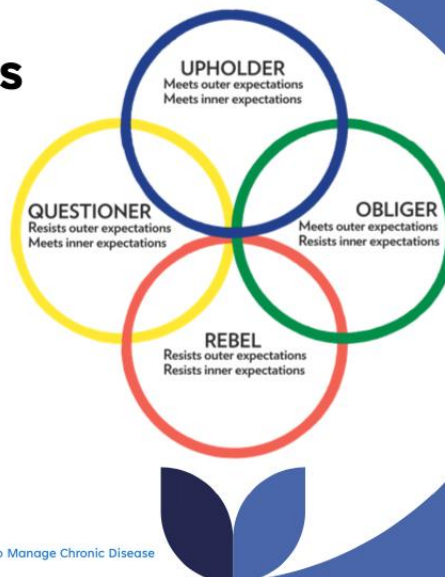 s
UPHOLDER
Meets outer expectations
Meets inner expectations
QUESTIONER
Resists outer expectations
Meets inner expectations
OBLIGER
Meets outer expectations
Resists inner expectations
REBEL
Resists outer expectations
Resists inner expectations
o Manage Chronic Disease